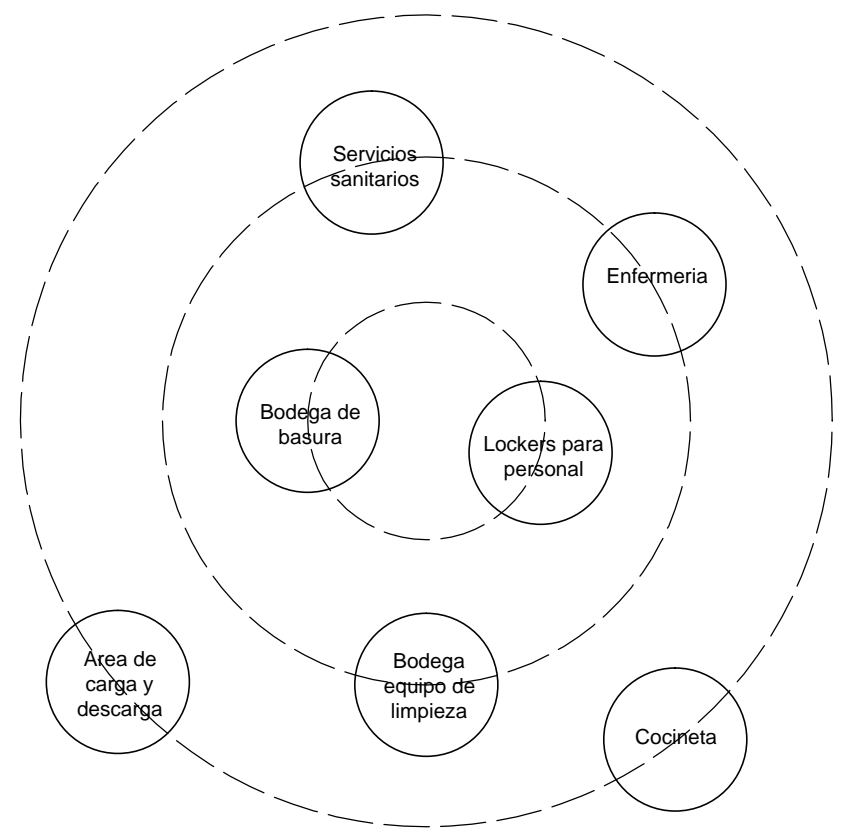 Servicios
sanitarios
Enfermeria
Bodega de
basura
Lockers para
personal
Area de
carga y
descarga
Bodega
equipo de
limpieza
Cocineta